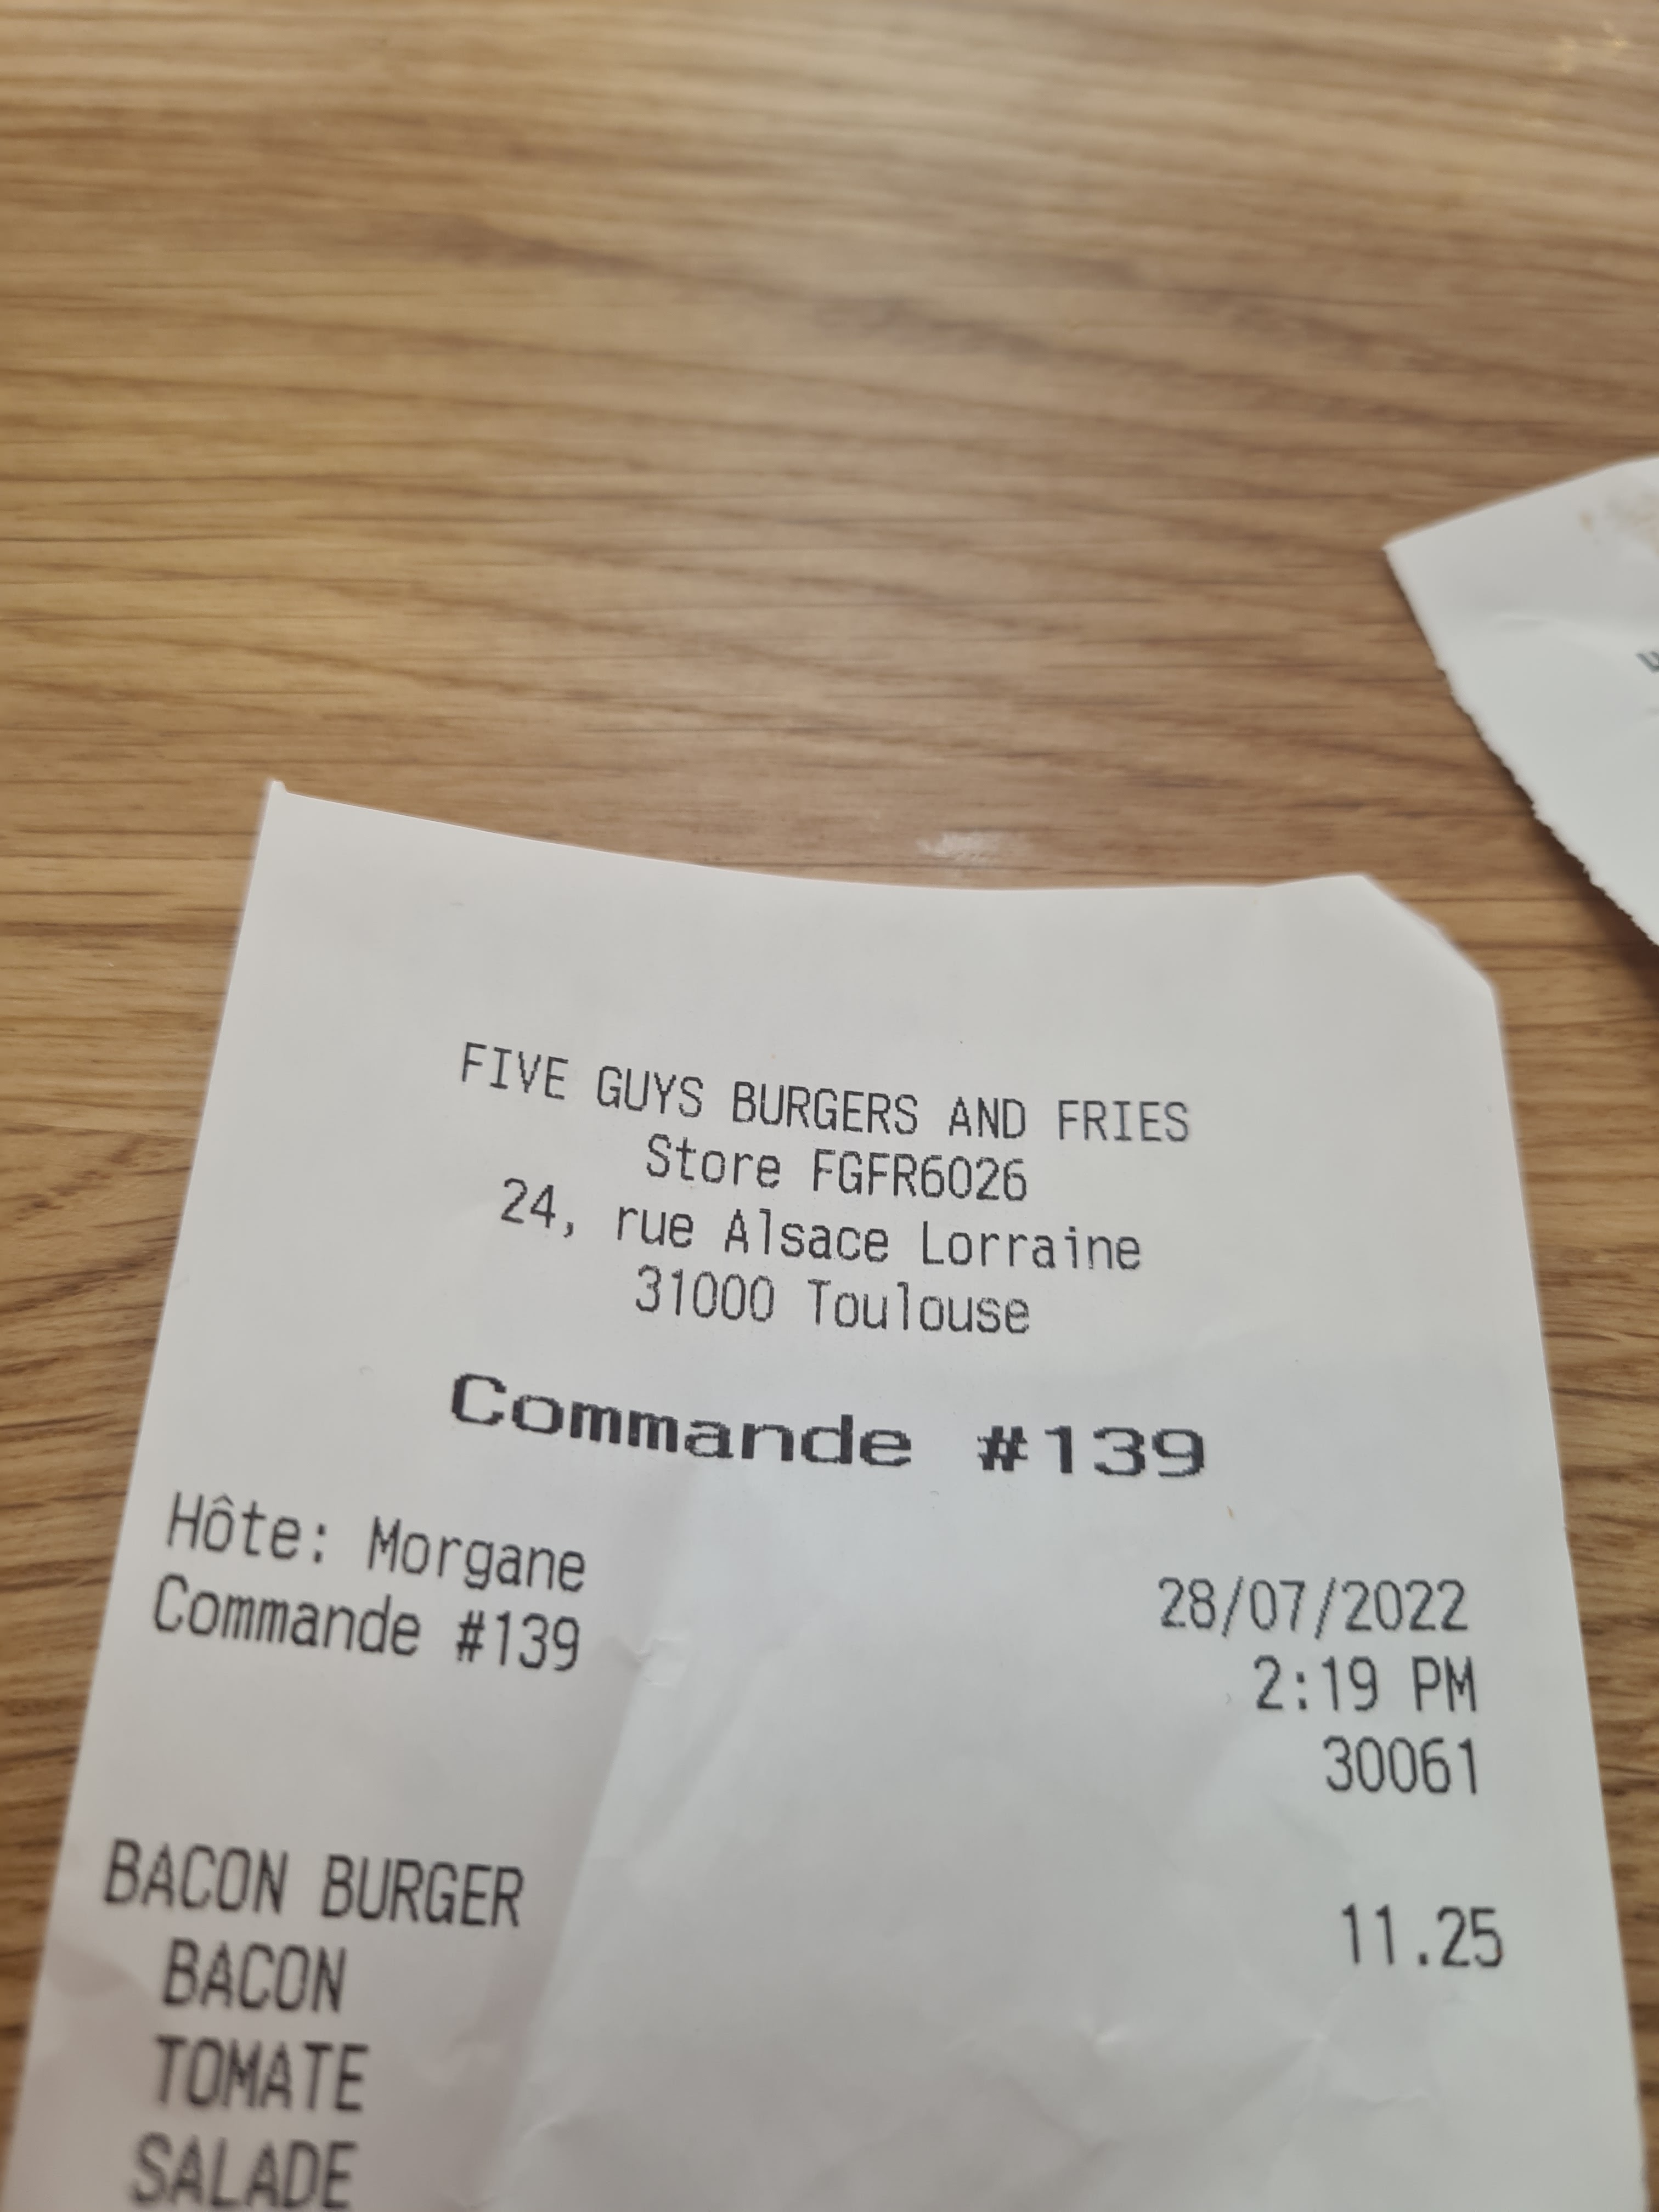 FIVE GUYS BURGERS AND FRIES
Store FGFR6026
24, rue Alsace Lorraine
31000 Toulouse
Commande #139
Hôte: Morgane
28/07/2022
Commande #139
2:19 PM
30061
BACON BURGER 11.25
BACON
TOMATE
SALADE